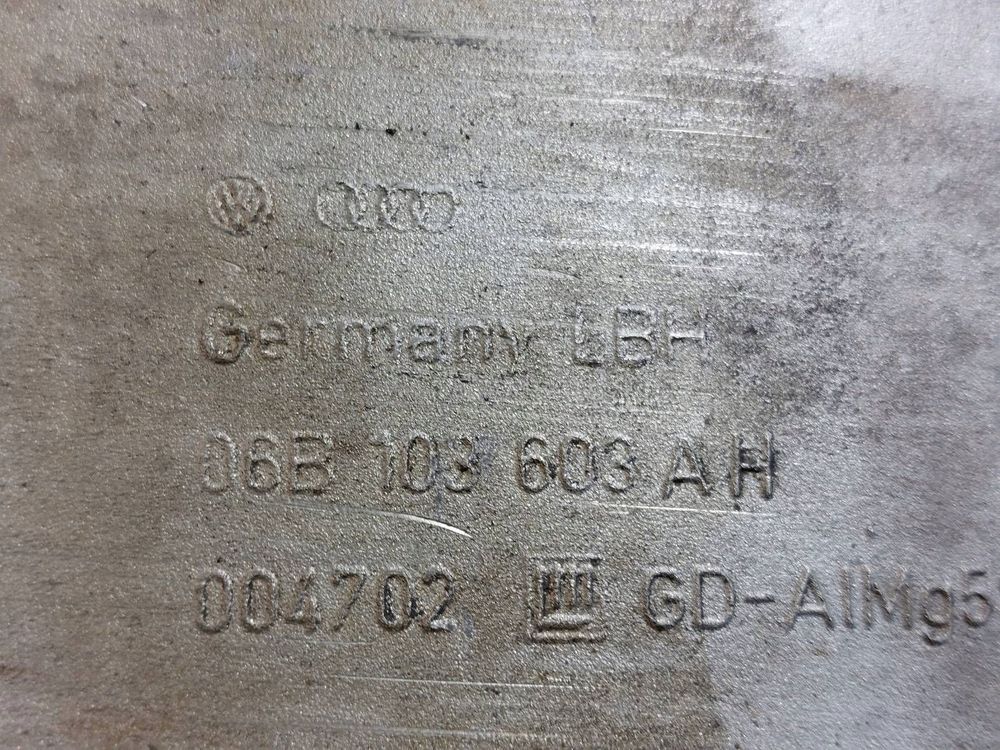 Germany LBH
06B 103 603 AH
004702 GD-AlMg5